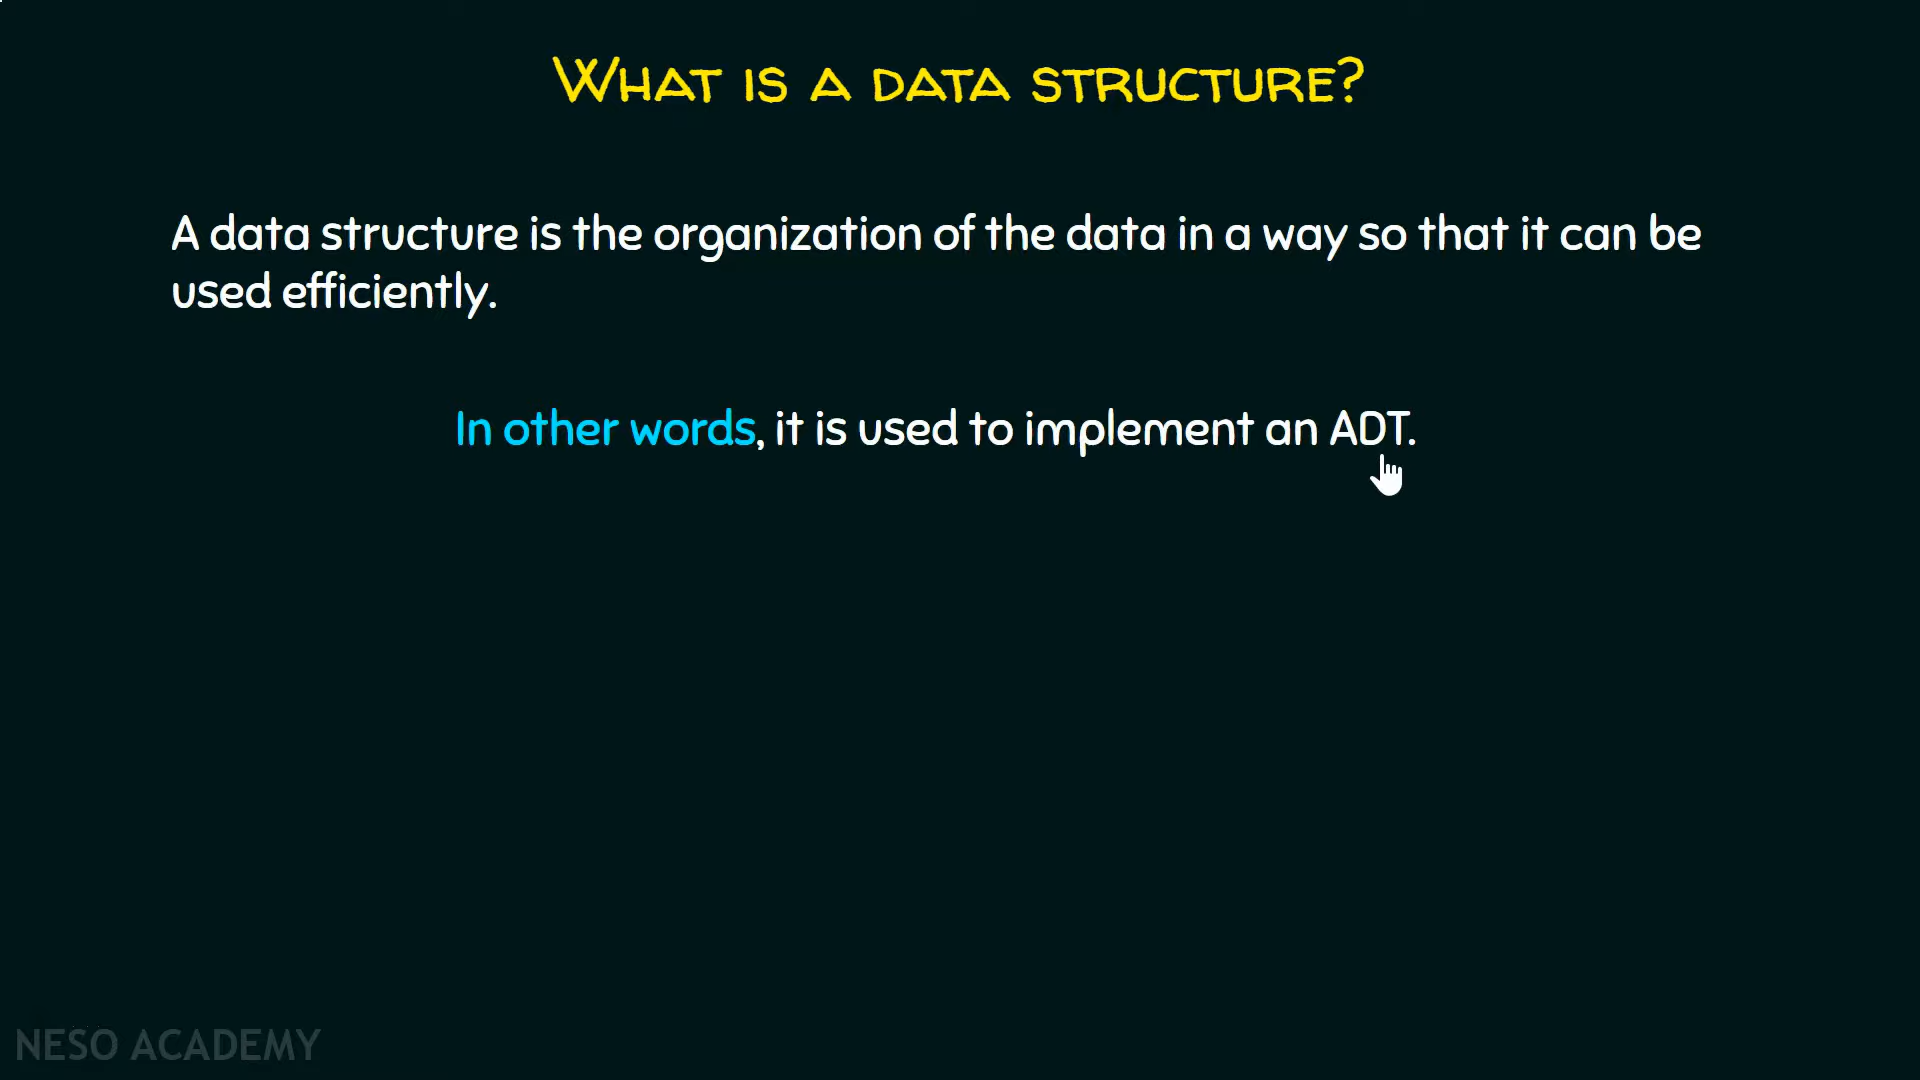 What is a data structure?
A data structure is the organization of the data in a way so that it can be
used efficiently.
In other words, it is used to implement an ADT.
NESO ACADEMY